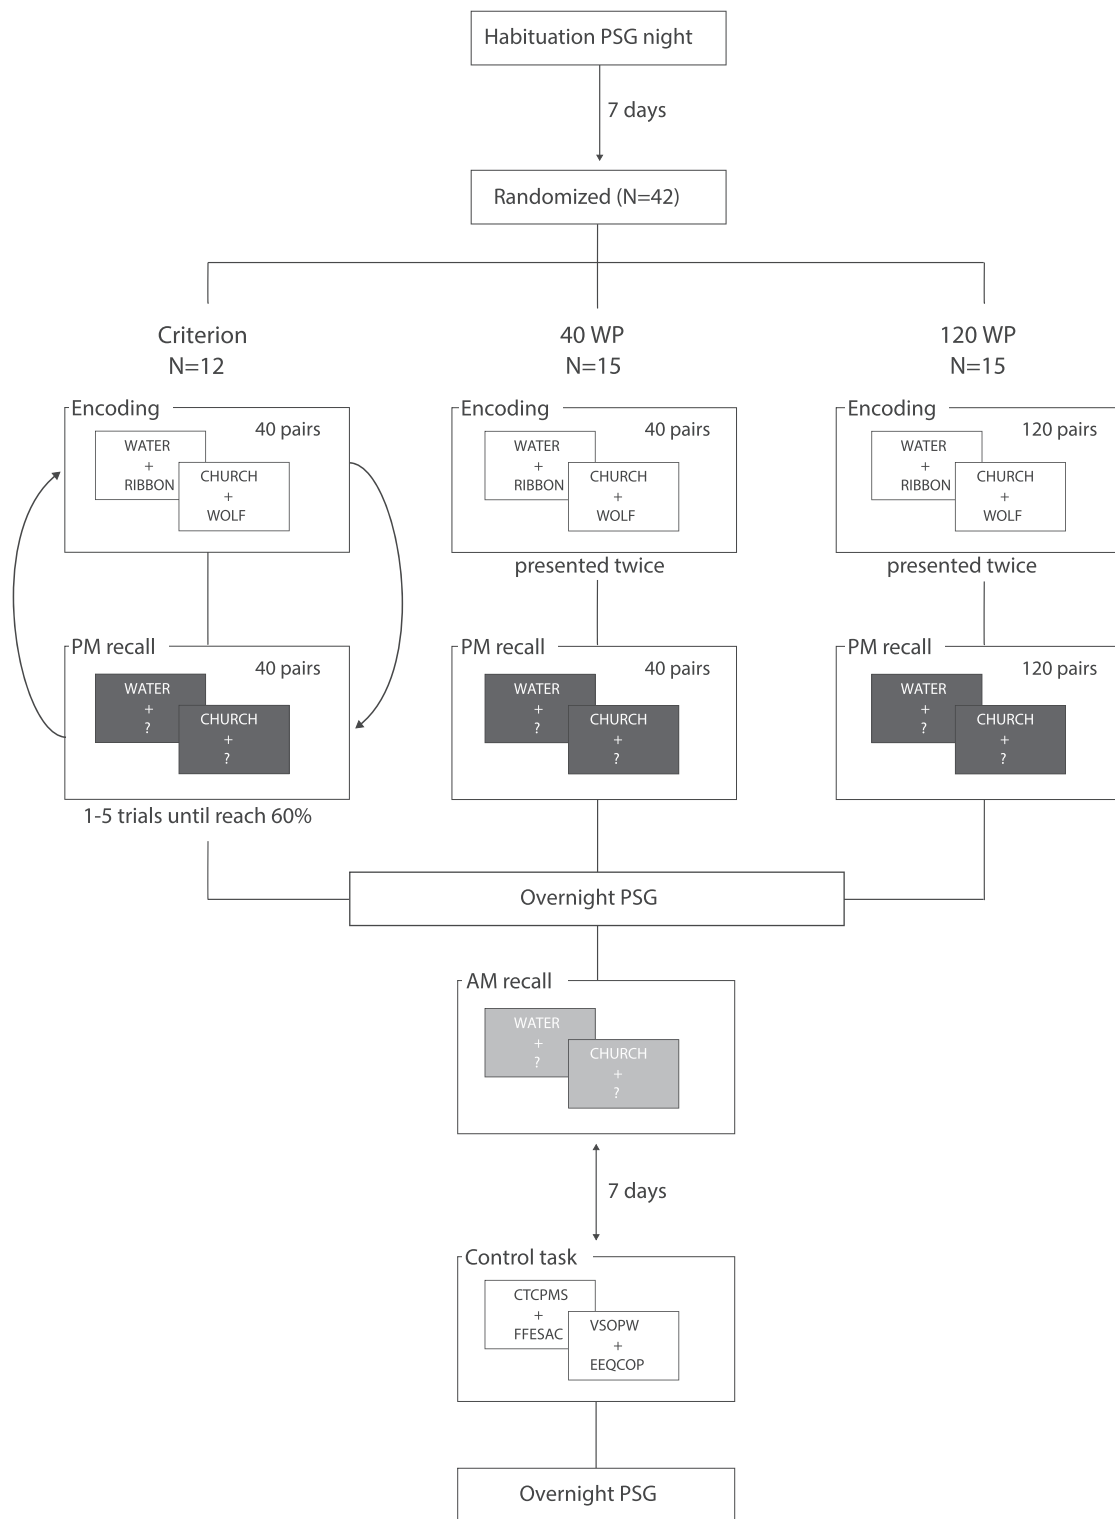 Habituation PSG night
7 days
Randomized (N=42)
Criterion
N=12
40 WP
N=15
120 WP
N=15
Encoding
40 pairs
WATER
+
RIBBON
CHURCH
+
WOLF
Encoding
40 pairs
WATER
+
RIBBON
CHURCH
+
WOLF
presented twice
Encoding
120 pairs
WATER
+
RIBBON
CHURCH
+
WOLF
presented twice
PM recall
40 pairs
WATER
+
?
CHURCH
+
?
1-5 trials until reach 60%
PM recall
40 pairs
WATER
+
?
CHURCH
+
?
PM recall
120 pairs
WATER
+
?
CHURCH
+
?
Overnight PSG
AM recall
WATER
+
?
CHURCH
+
?
7 days
Control task
CTCPMS
+
FFESAC
VSOPW
+
EEQCOP
Overnight PSG